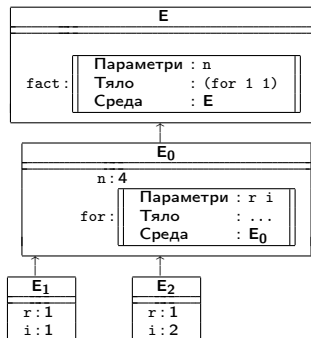 E
Параметри : n
fact : Тяло : (for 1 1)
Среда : E
E₀
n : 4
Параметри : r i
for : Тяло : ...
Среда : E₀
E₁ E₂
r : 1 r : 1
i : 1 i : 2